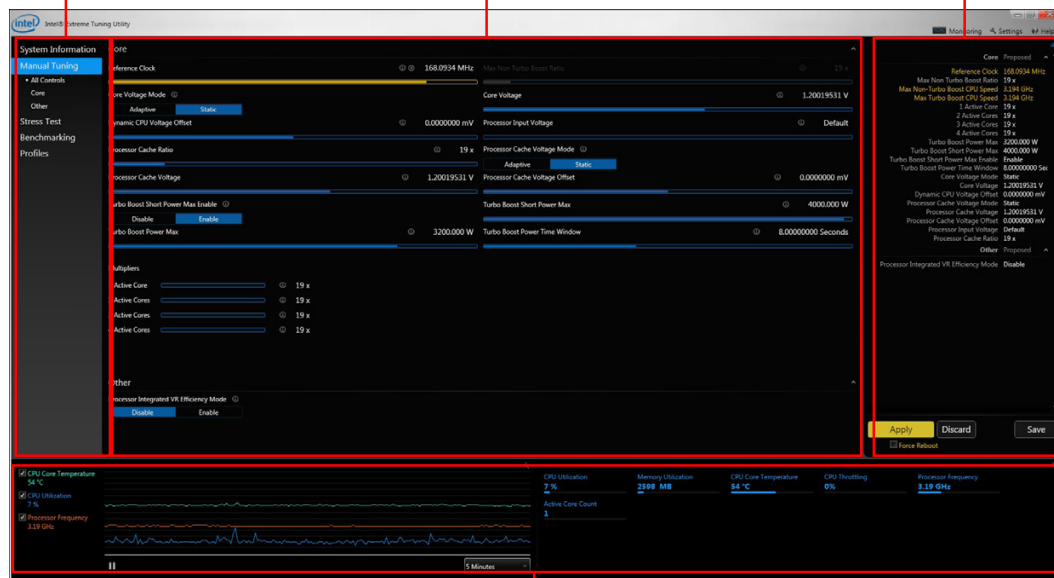 intel Intel® Extreme Tuning Utility
Monitoring Settings Help
System Information
Manual Tuning
• All Controls
Core
Other
Stress Test
Benchmarking
Profiles
Core
Reference Clock 168.0934 MHz Max Non Turbo Boost Ratio 19 x
Core Voltage Mode Core Voltage 1.20019531 V
Adaptive Static
Dynamic CPU Voltage Offset 0.0000000 mV Processor Input Voltage Default
Processor Cache Ratio 19 x Processor Cache Voltage Mode
Adaptive Static
Processor Cache Voltage 1.20019531 V Processor Cache Voltage Offset 0.0000000 mV
Turbo Boost Short Power Max Enable Turbo Boost Short Power Max 4000.000 W
Disable Enable
Turbo Boost Power Max 3200.000 W Turbo Boost Power Time Window 8.00000000 Seconds
Multipliers
Active Core 19 x
Active Cores 19 x
Active Cores 19 x
Active Cores 19 x
Other
Processor Integrated VR Efficiency Mode
Disable Enable
Core Proposed
Reference Clock 168.0934 MHz
Max Non Turbo Boost Ratio 19 x
Max Non-Turbo Boost CPU Speed 3.194 GHz
Max Turbo Boost CPU Speed 3.194 GHz
1 Active Core 19 x
2 Active Cores 19 x
3 Active Cores 19 x
4 Active Cores 19 x
Turbo Boost Power Max 3200.000 W
Turbo Boost Short Power Max 4000.000 W
Turbo Boost Short Power Max Enable Enable
Turbo Boost Power Time Window 8.00000000 Sec
Core Voltage Mode Static
Core Voltage 1.20019531 V
Dynamic CPU Voltage Offset 0.0000000 mV
Processor Cache Voltage Mode Static
Processor Cache Voltage 1.20019531 V
Processor Cache Voltage Offset 0.0000000 mV
Processor Input Voltage Default
Processor Cache Ratio 19 x
Other Proposed
Processor Integrated VR Efficiency Mode Disable
Apply Discard Save
Force Reboot
CPU Core Temperature
54 °C
CPU Utilization
7 %
Processor Frequency
3.19 GHz
5 Minutes
CPU Utilization Memory Utilization CPU Core Temperature CPU Throttling Processor Frequency
7 % 2598 MB 54 °C 0% 3.19 GHz
Active Core Count
1